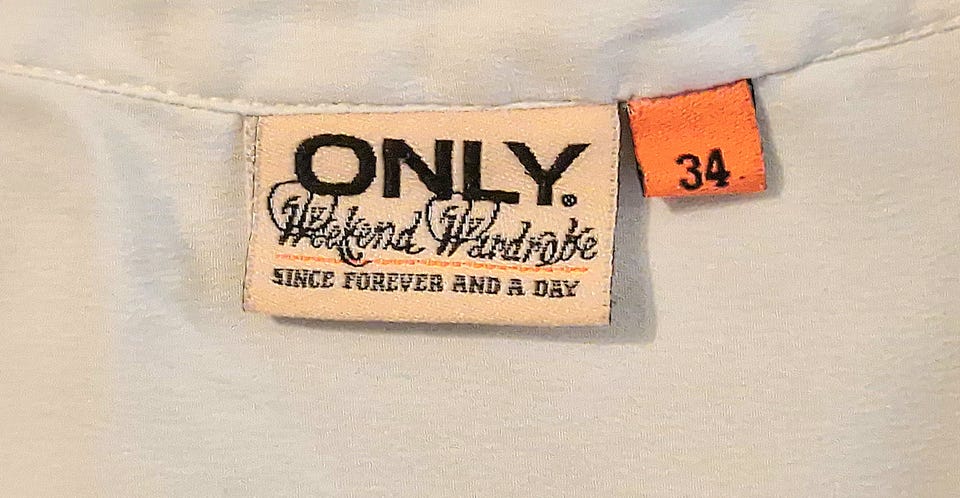 ONLY®
Weekend Wardrobe
SINCE FOREVER AND A DAY
34